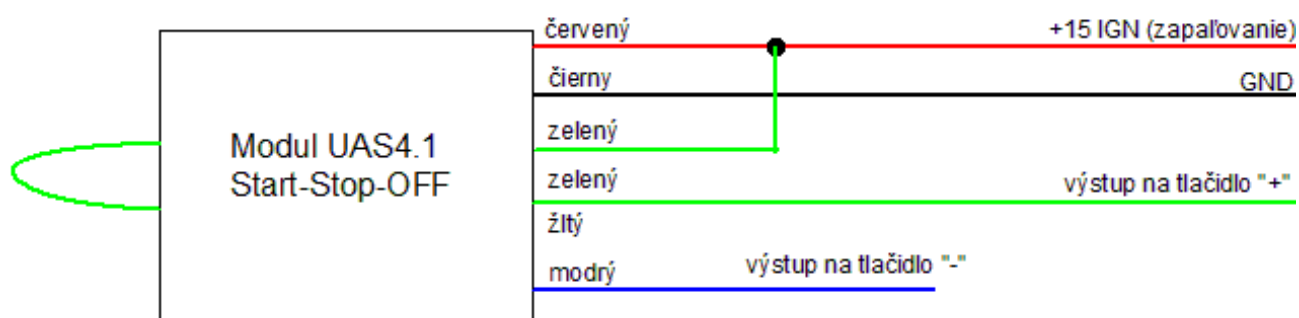 červený
+15 IGN (zapaľovanie)
čierny
GND
Modul UAS4.1
Start-Stop-OFF
zelený
zelený
výstup na tlačidlo "+"
žltý
modrý
výstup na tlačidlo "-"